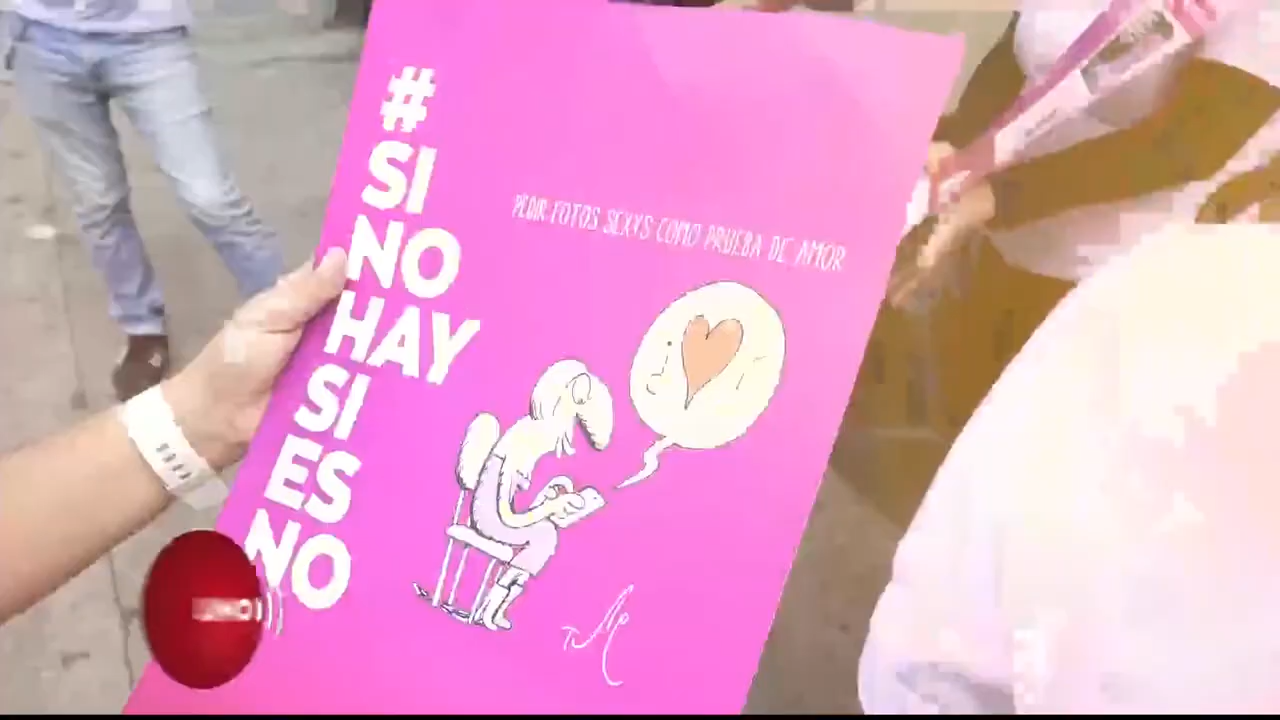 #
SI
NO
HAY
SI
ES
NO
PEDIR FOTOS SEXYS COMO PRUEBA DE AMOR